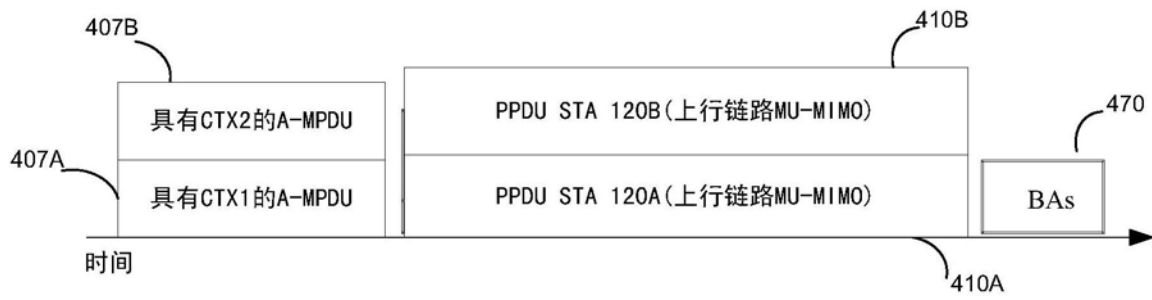 407B
410B
470
407A
具有CTX2的A-MPDU
PPDU STA 120B(上行链路MU-MIMO)
具有CTX1的A-MPDU
PPDU STA 120A(上行链路MU-MIMO)
BAs
时间
410A